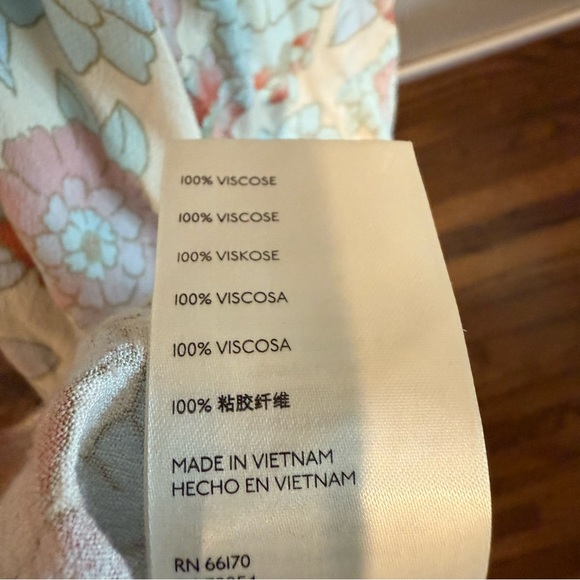 100% VISCOSE
100% VISCOSE
100% VISKOSE
100% VISCOSA
100% VISCOSA
100% 粘胶纤维
MADE IN VIETNAM
HECHO EN VIETNAM
RN 66170